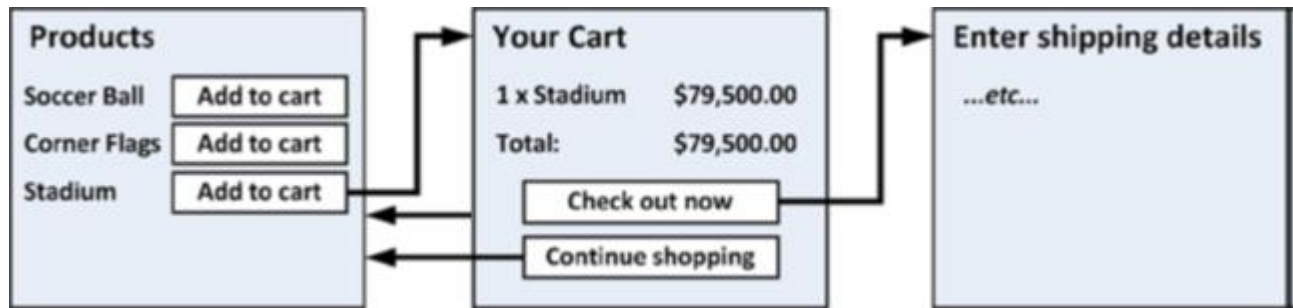 Products
Soccer Ball Add to cart
Corner Flags Add to cart
Stadium Add to cart
Your Cart
1 x Stadium $79,500.00
Total: $79,500.00
Check out now
Continue shopping
Enter shipping details
...etc...